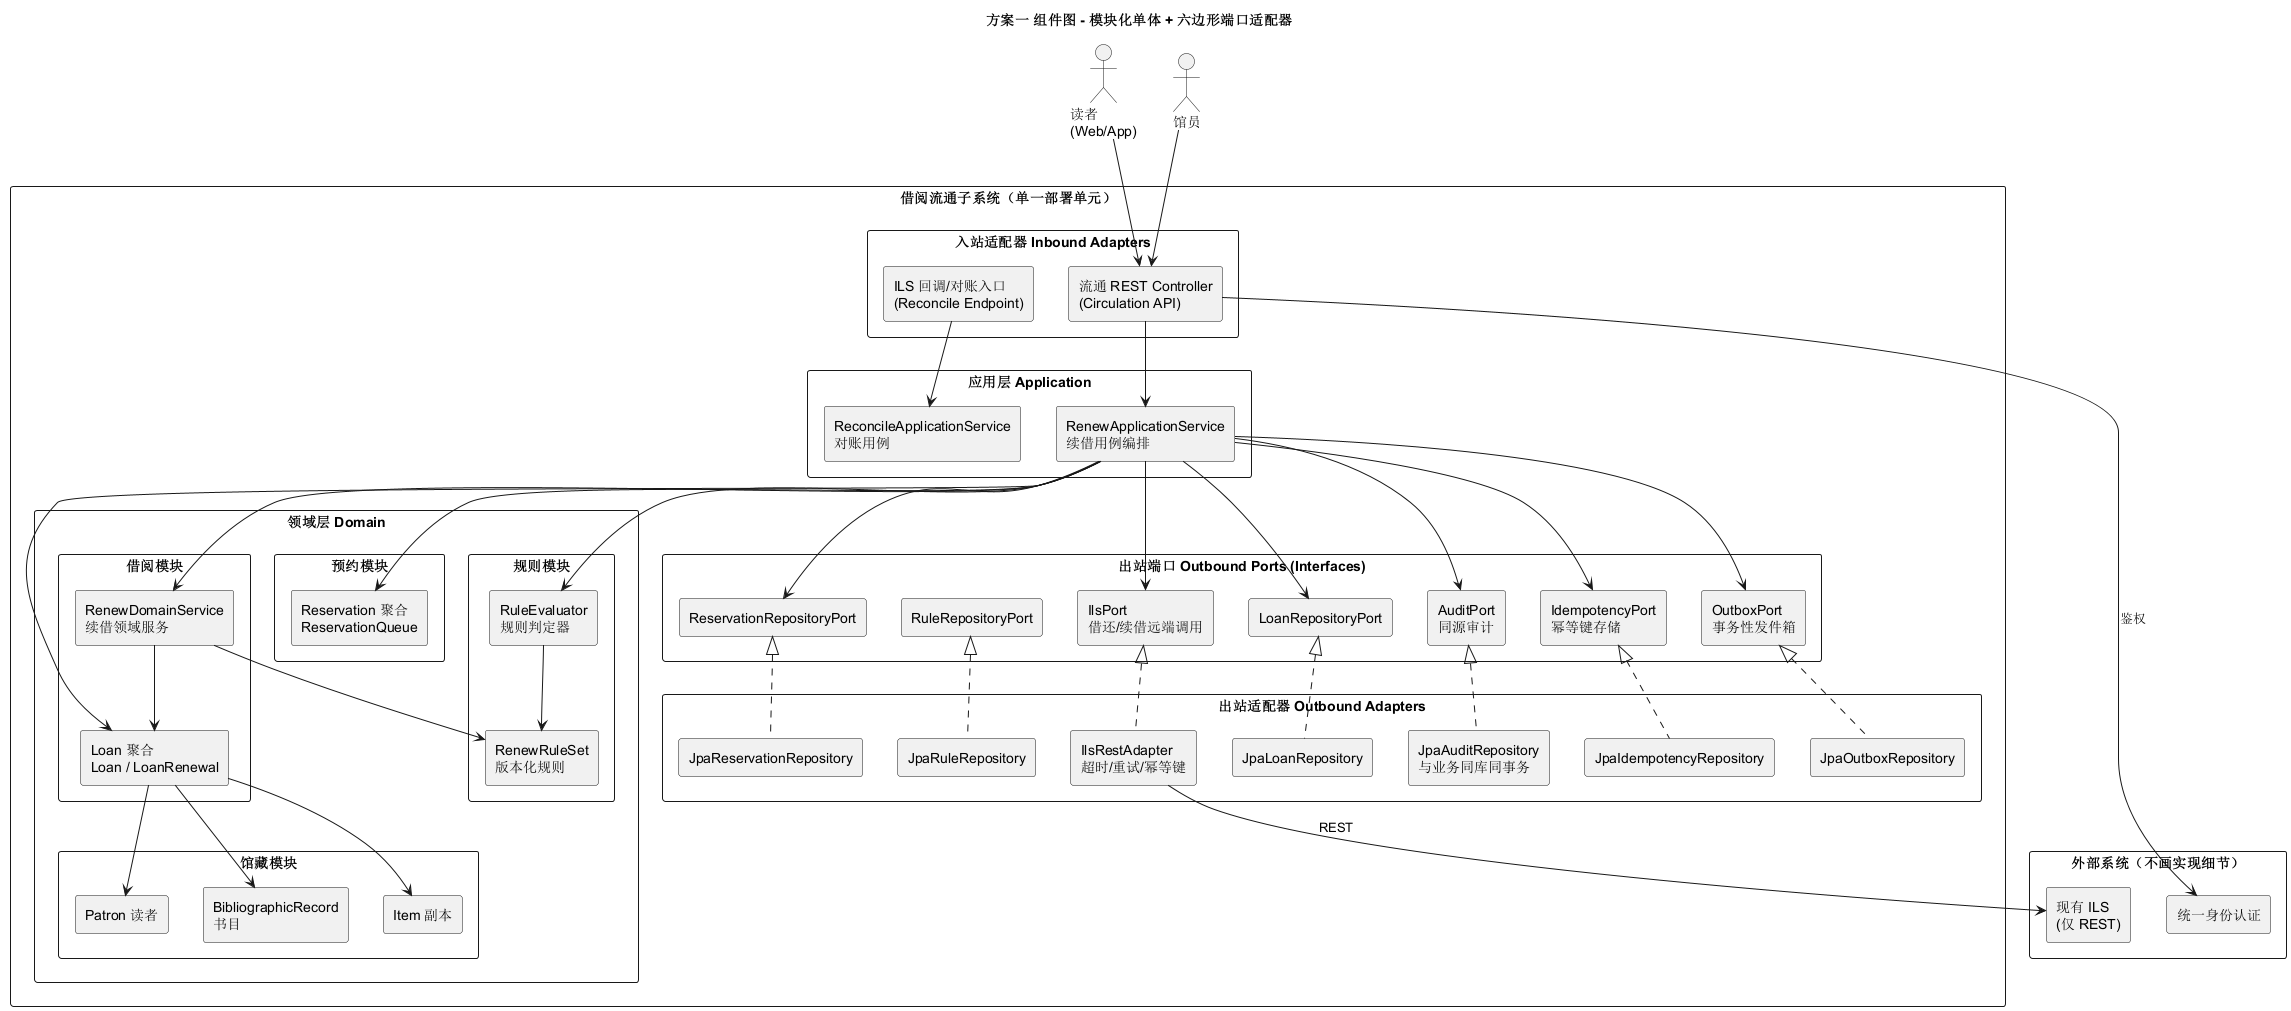 方案一 组件图 - 模块化单体 + 六边形端口适配器
读者
(Web/App)
馆员
借阅流通子系统（单一部署单元）
入站适配器 Inbound Adapters
ILS 回调/对账入口
(Reconcile Endpoint)
流通 REST Controller
(Circulation API)
应用层 Application
ReconcileApplicationService
对账用例
RenewApplicationService
续借用例编排
领域层 Domain
借阅模块
RenewDomainService
续借领域服务
Loan 聚合
Loan / LoanRenewal
预约模块
Reservation 聚合
ReservationQueue
规则模块
RuleEvaluator
规则判定器
RenewRuleSet
版本化规则
馆藏模块
Patron 读者
BibliographicRecord
书目
Item 副本
出站端口 Outbound Ports (Interfaces)
ReservationRepositoryPort
RuleRepositoryPort
IlsPort
借还/续借远端调用
LoanRepositoryPort
AuditPort
同源审计
IdempotencyPort
幂等键存储
OutboxPort
事务性发件箱
出站适配器 Outbound Adapters
JpaReservationRepository
JpaRuleRepository
IlsRestAdapter
超时/重试/幂等键
JpaLoanRepository
JpaAuditRepository
与业务同库同事务
JpaIdempotencyRepository
JpaOutboxRepository
鉴权
REST
外部系统（不画实现细节）
现有 ILS
(仅 REST)
统一身份认证